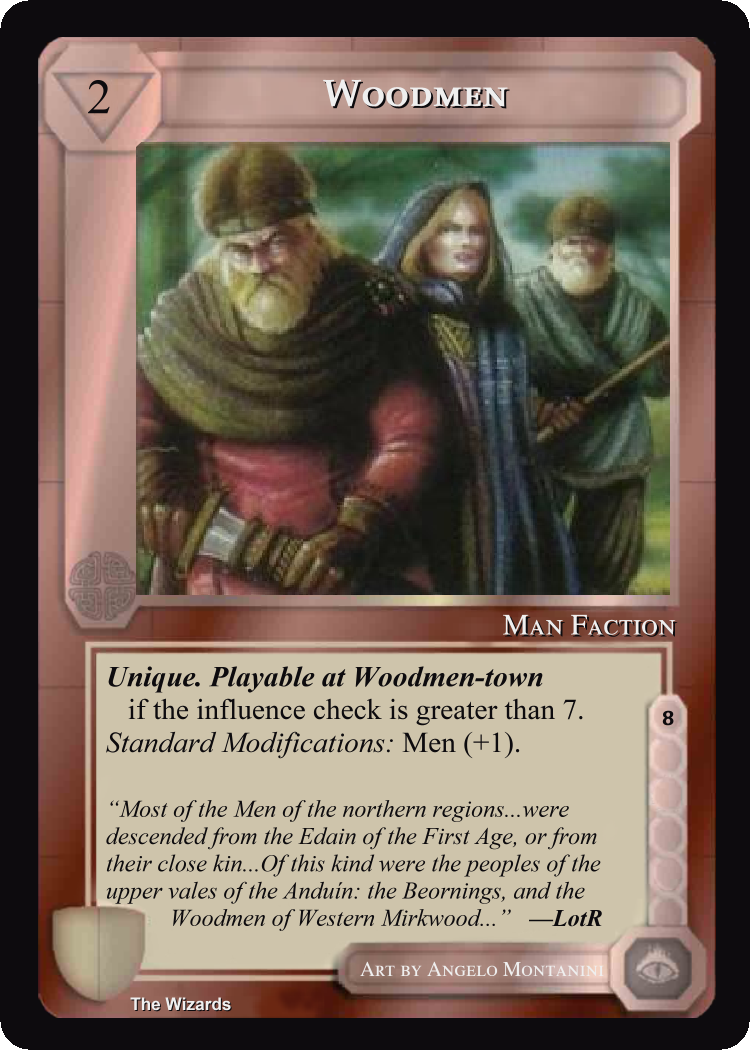 2
WOODMEN
MAN FACTION
Unique. Playable at Woodmen-town
if the influence check is greater than 7.
Standard Modifications: Men (+1).
8
“Most of the Men of the northern regions...were
descended from the Edain of the First Age, or from
their close kin...Of this kind were the peoples of the
upper vales of the Anduín: the Beornings, and the
Woodmen of Western Mirkwood...” —LotR
ART BY ANGELO MONTANINI
The Wizards